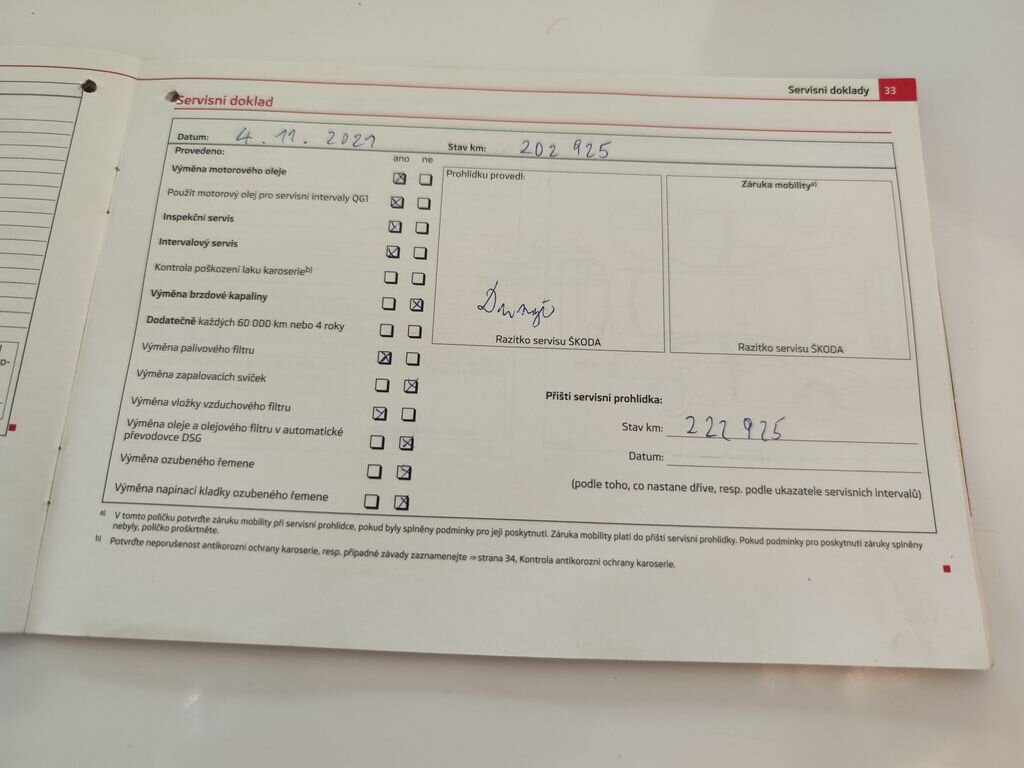 Servisní doklady 33
Servisní doklad
Datum: 4. 11. 2021 Stav km: 202 925
Provedeno: ano ne
Výměna motorového oleje
Použit motorový olej pro servisní intervaly QG1
Inspekční servis
Intervalový servis
Kontrola poškození laku karoserie b)
Výměna brzdové kapaliny
Dodatečně každých 60 000 km nebo 4 roky
Výměna palivového filtru
Výměna zapalovacích svíček
Výměna vložky vzduchového filtru
Výměna oleje a olejového filtru v automatické
převodovce DSG
Výměna ozubeného řemene
Výměna napínací kladky ozubeného řemene
Prohlídku provedl:
Razítko servisu ŠKODA
Záruka mobility a)
Razítko servisu ŠKODA
Příští servisní prohlídka:
Stav km: 222 925
Datum:
(podle toho, co nastane dříve, resp. podle ukazatele servisních intervalů)
a) V tomto políčku potvrďte záruku mobility při servisní prohlídce, pokud byly splněny podmínky pro její poskytnutí. Záruka mobility platí do příští servisní prohlídky. Pokud podmínky pro poskytnutí záruky splněny
nebyly, políčko proškrtněte.
b) Potvrďte neporušenost antikorozní ochrany karoserie, resp. případné závady zaznamenejte ⇒ strana 34, Kontrola antikorozní ochrany karoserie.